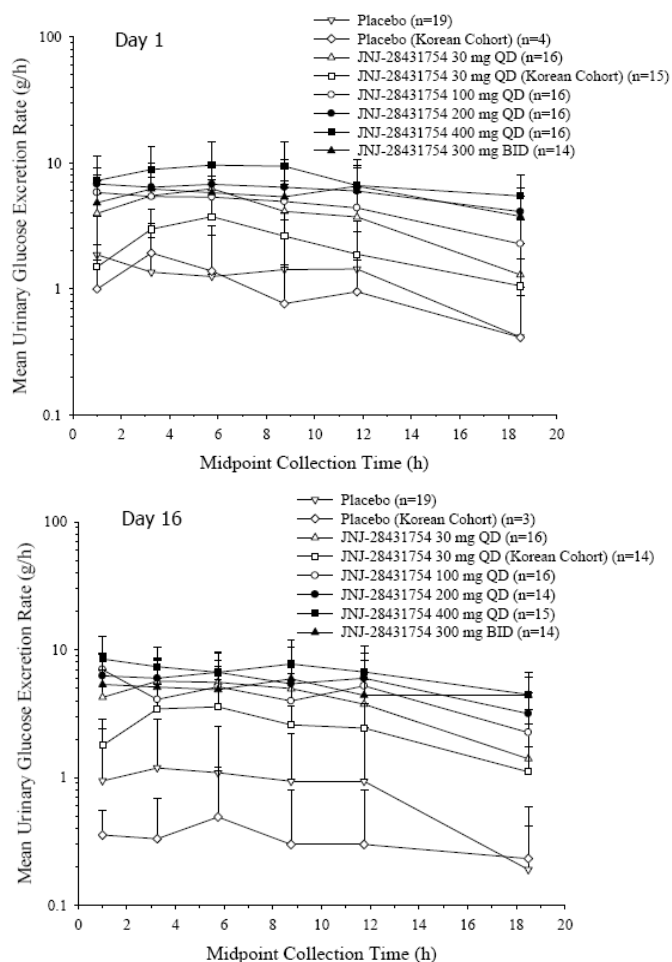 Day 1
Placebo (n=19)
Placebo (Korean Cohort) (n=4)
JNJ-28431754 30 mg QD (n=16)
JNJ-28431754 30 mg QD (Korean Cohort) (n=15)
JNJ-28431754 100 mg QD (n=16)
JNJ-28431754 200 mg QD (n=16)
JNJ-28431754 400 mg QD (n=16)
JNJ-28431754 300 mg BID (n=14)
Mean Urinary Glucose Excretion Rate (g/h)
100
10
1
0.1
0 2 4 6 8 10 12 14 16 18 20
Midpoint Collection Time (h)
Day 16
Placebo (n=19)
Placebo (Korean Cohort) (n=3)
JNJ-28431754 30 mg QD (n=16)
JNJ-28431754 30 mg QD (Korean Cohort) (n=14)
JNJ-28431754 100 mg QD (n=16)
JNJ-28431754 200 mg QD (n=14)
JNJ-28431754 400 mg QD (n=15)
JNJ-28431754 300 mg BID (n=14)
Mean Urinary Glucose Excretion Rate (g/h)
100
10
1
0.1
0 2 4 6 8 10 12 14 16 18 20
Midpoint Collection Time (h)